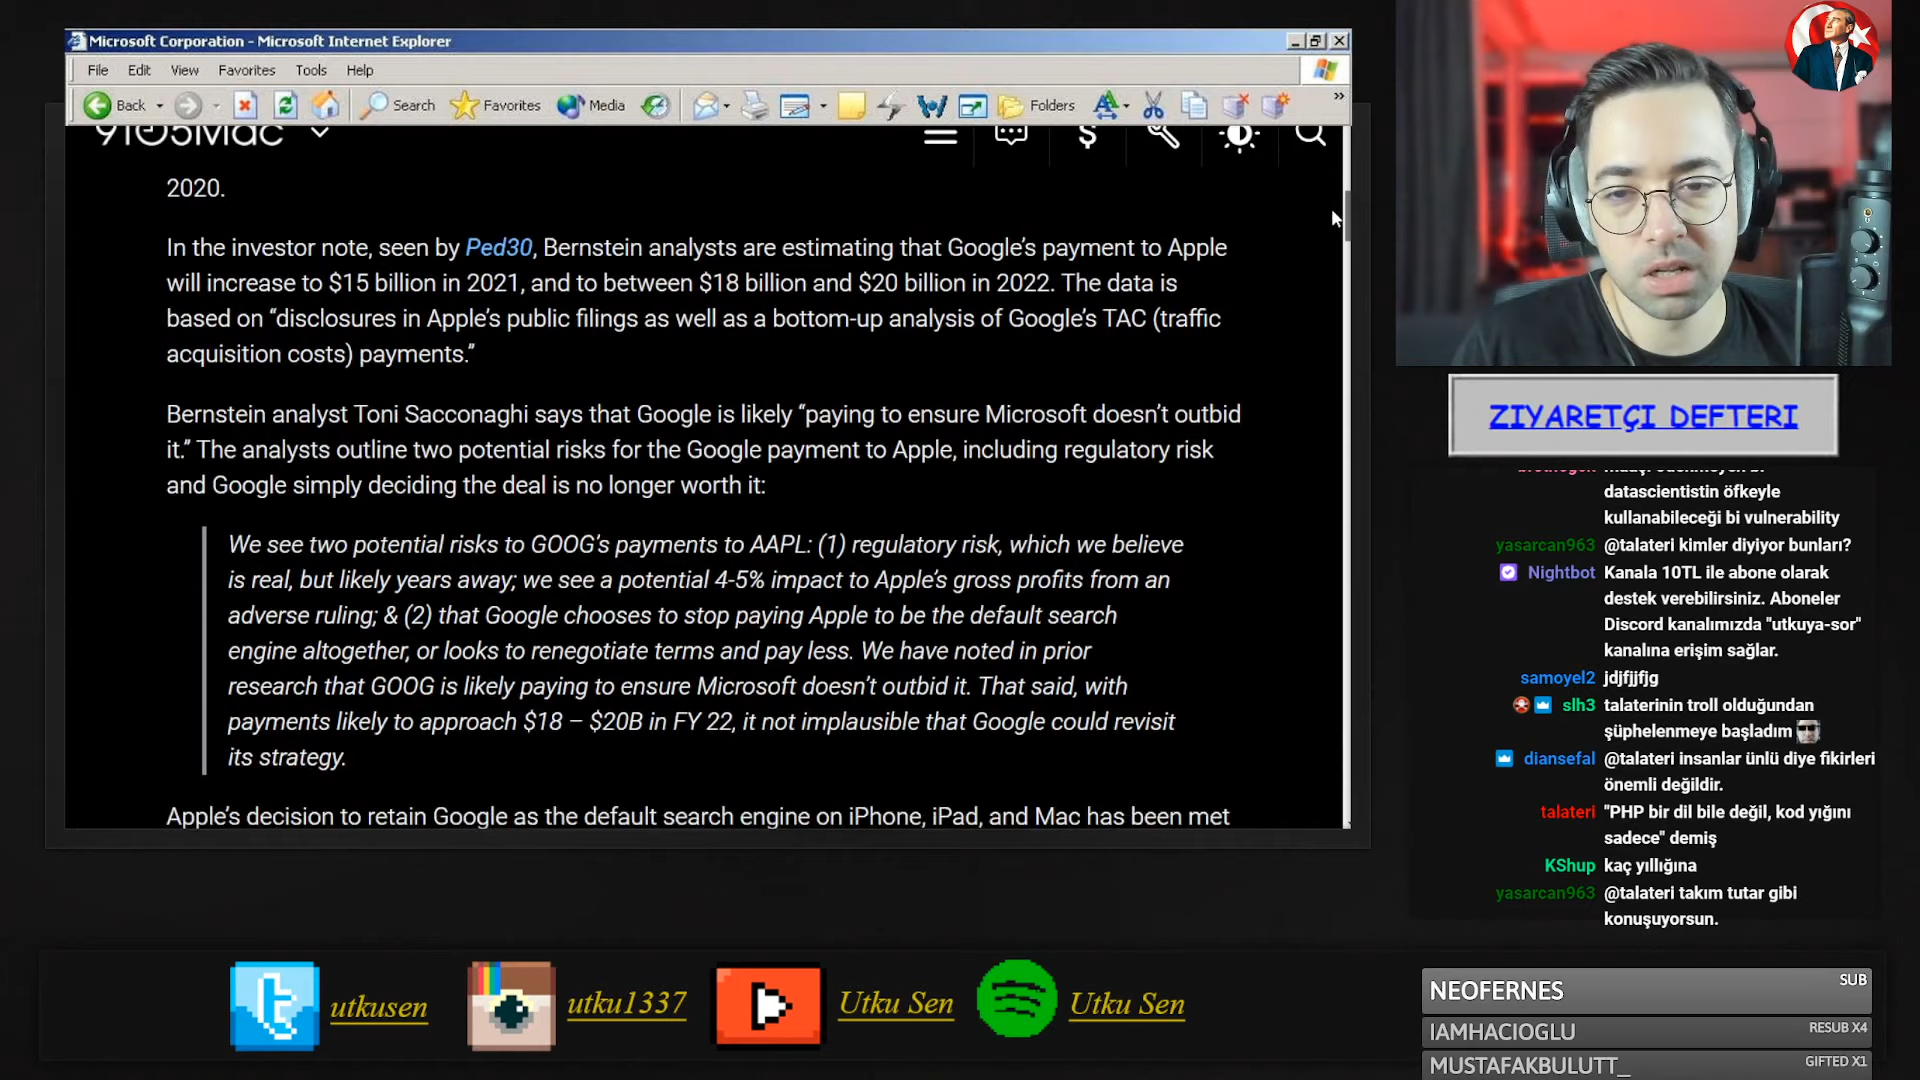 Microsoft Corporation - Microsoft Internet Explorer
File Edit View Favorites Tools Help
Back Search Favorites Media Folders
9TO5Mac
2020.
In the investor note, seen by Ped30, Bernstein analysts are estimating that Google's payment to Apple
will increase to $15 billion in 2021, and to between $18 billion and $20 billion in 2022. The data is
based on “disclosures in Apple's public filings as well as a bottom-up analysis of Google's TAC (traffic
acquisition costs) payments.”
Bernstein analyst Toni Sacconaghi says that Google is likely “paying to ensure Microsoft doesn't outbid
it.” The analysts outline two potential risks for the Google payment to Apple, including regulatory risk
and Google simply deciding the deal is no longer worth it:
We see two potential risks to GOOG's payments to AAPL: (1) regulatory risk, which we believe
is real, but likely years away; we see a potential 4-5% impact to Apple's gross profits from an
adverse ruling; & (2) that Google chooses to stop paying Apple to be the default search
engine altogether, or looks to renegotiate terms and pay less. We have noted in prior
research that GOOG is likely paying to ensure Microsoft doesn't outbid it. That said, with
payments likely to approach $18 – $20B in FY 22, it not implausible that Google could revisit
its strategy.
Apple's decision to retain Google as the default search engine on iPhone, iPad, and Mac has been met
ZIYARETÇI DEFTERI
datascientistin öfkeyle
kullanabileceği bi vulnerability
yasarcan963 @talateri kimler diyiyor bunları?
Nightbot Kanala 10TL ile abone olarak
destek verebilirsiniz. Aboneler
Discord kanalımızda "utkuya-sor"
kanalına erişim sağlar.
samoyel2 jdjfjjfjg
slh3 talaterinin troll olduğundan
şüphelenmeye başladım
diansefal @talateri insanlar ünlü diye fikirleri
önemli değildir.
talateri "PHP bir dil bile değil, kod yığını
sadece" demiş
KShup kaç yıllığına
yasarcan963 @talateri takım tutar gibi
konuşuyorsun.
utkusen
utku1337
Utku Sen
Utku Sen
NEOFERNES SUB
IAMHACIOGLU RESUB X4
MUSTAFAKBULUTT_ GIFTED X1